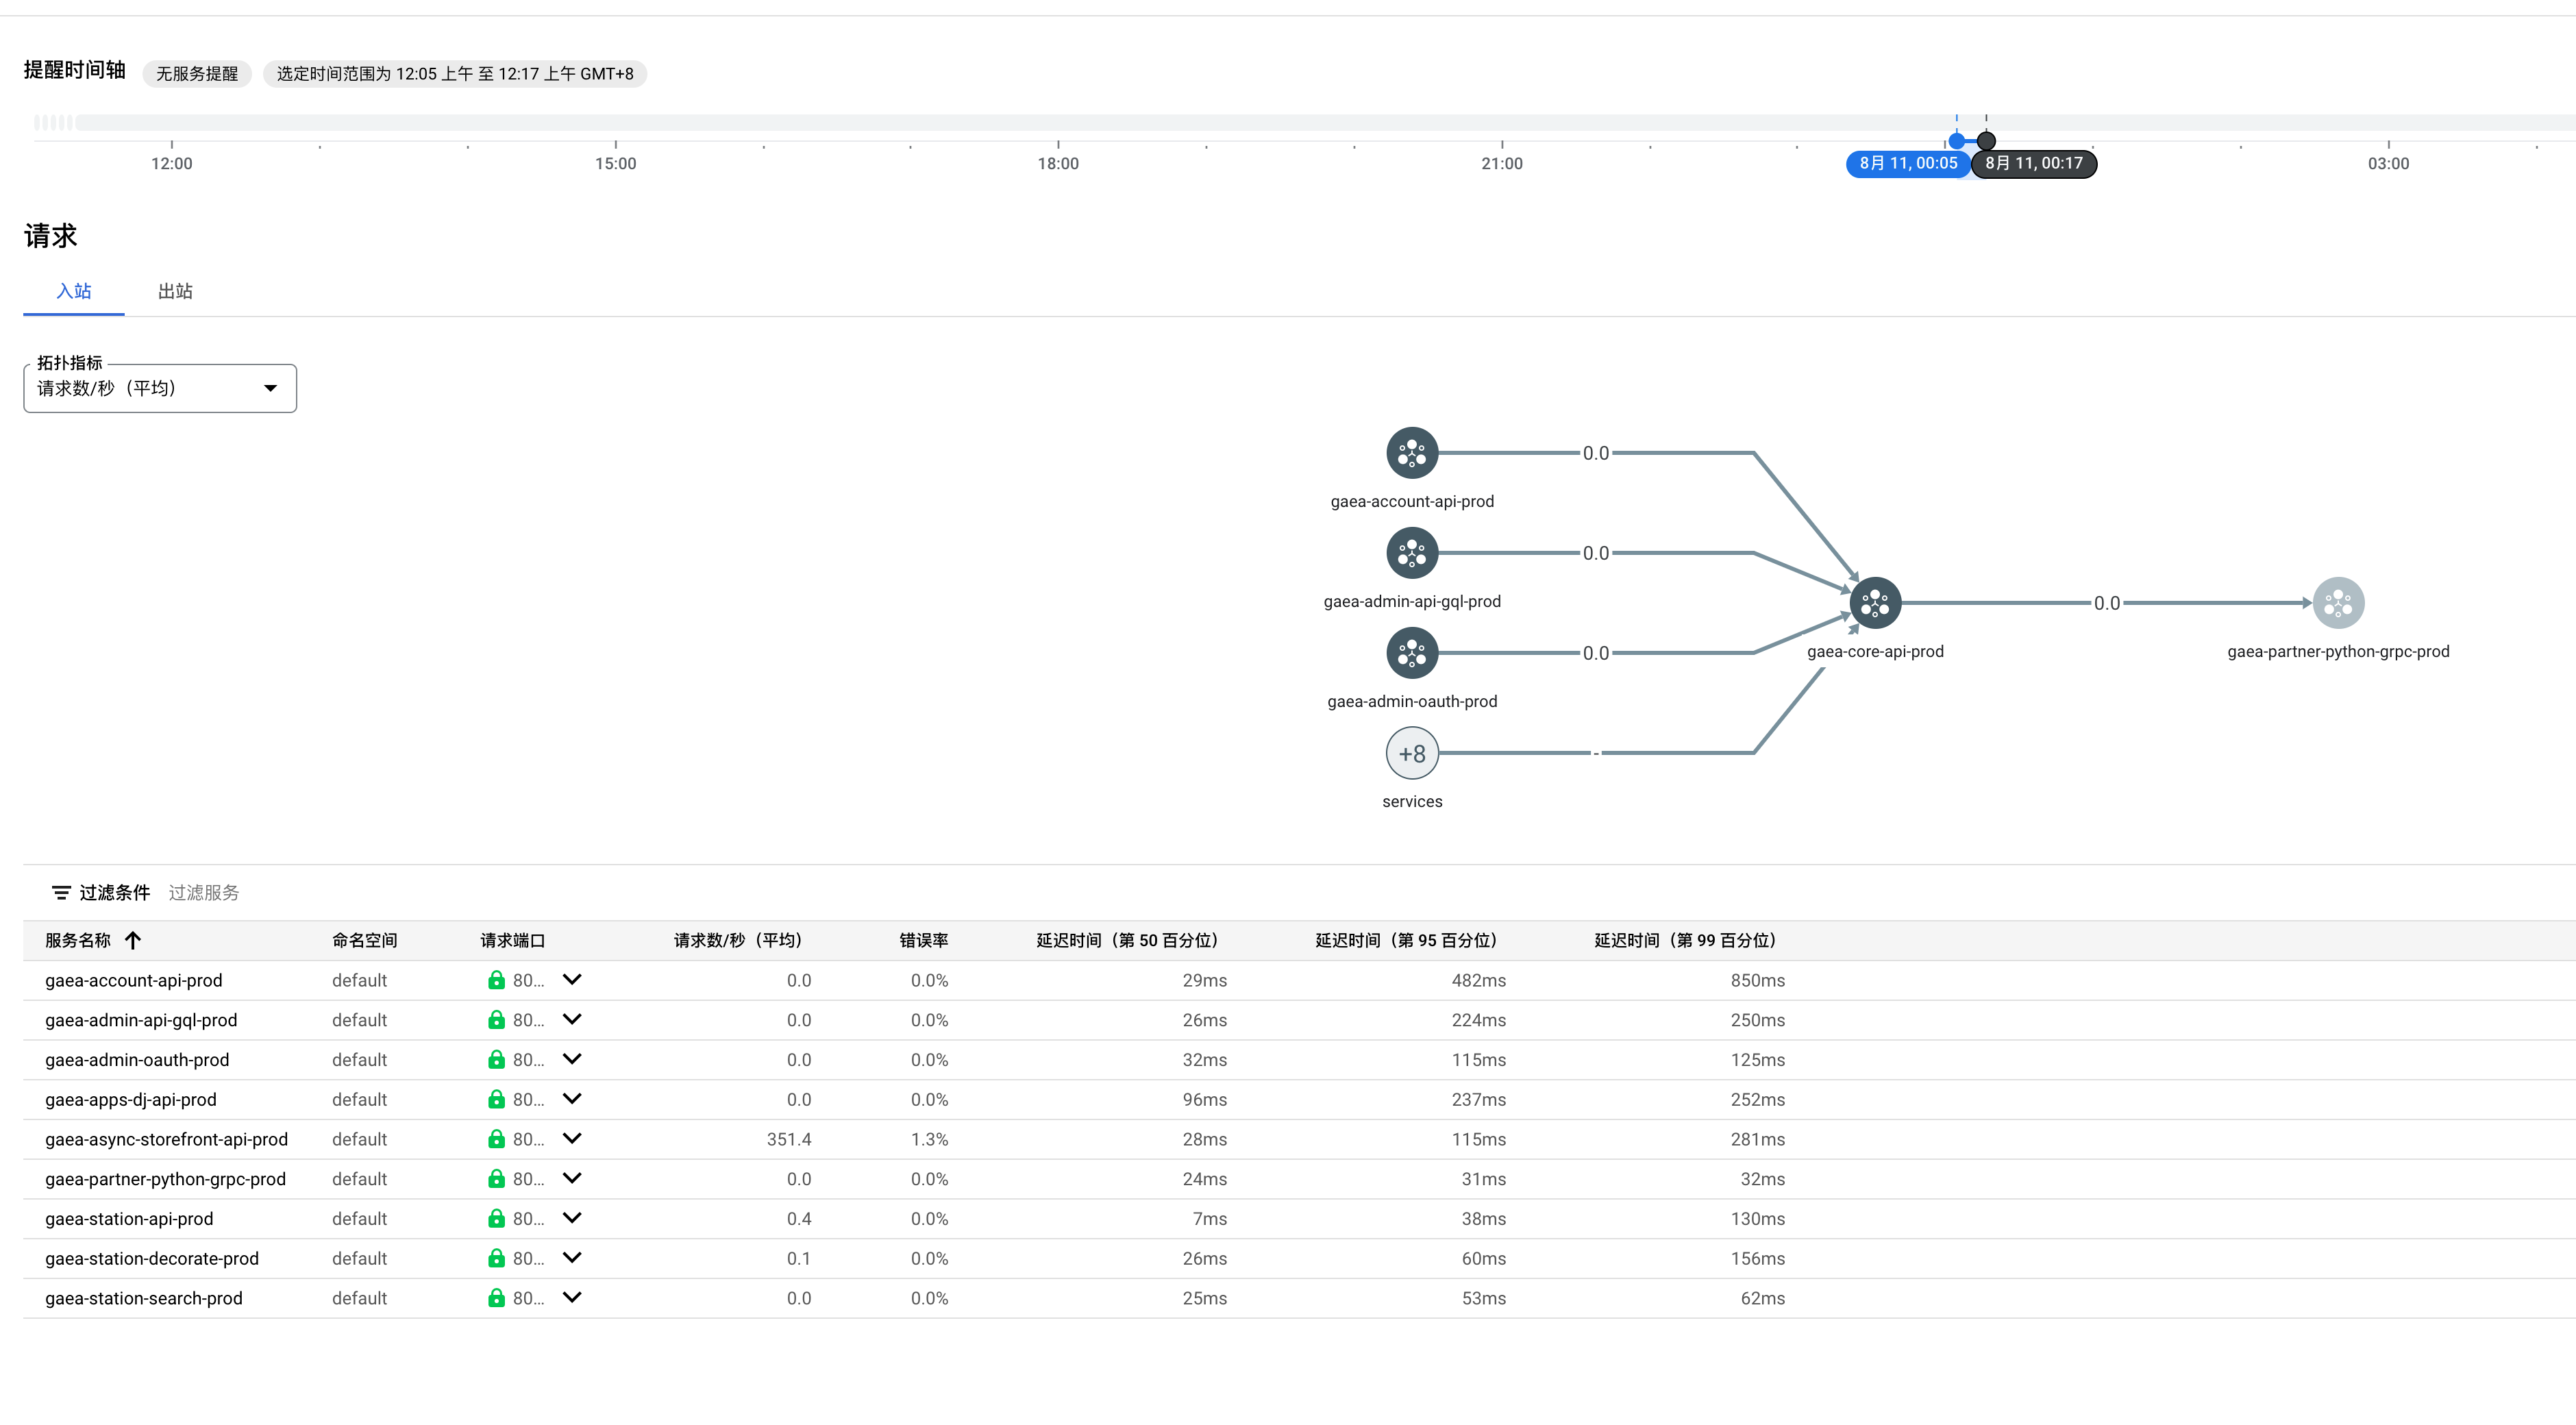 提醒时间轴 无服务提醒 选定时间范围为 12:05 上午 至 12:17 上午 GMT+8
12:00 15:00 18:00 21:00 8月 11, 00:05 8月 11, 00:17 03:00
请求
入站 出站
拓扑指标
请求数/秒（平均）
0.0
gaea-account-api-prod
0.0
gaea-admin-api-gql-prod
0.0
gaea-admin-oauth-prod
+8 -
services
0.0
gaea-core-api-prod
gaea-partner-python-grpc-prod
过滤条件 过滤服务
服务名称 命名空间 请求端口 请求数/秒（平均） 错误率 延迟时间（第 50 百分位） 延迟时间（第 95 百分位） 延迟时间（第 99 百分位）
gaea-account-api-prod default 80... 0.0 0.0% 29ms 482ms 850ms
gaea-admin-api-gql-prod default 80... 0.0 0.0% 26ms 224ms 250ms
gaea-admin-oauth-prod default 80... 0.0 0.0% 32ms 115ms 125ms
gaea-apps-dj-api-prod default 80... 0.0 0.0% 96ms 237ms 252ms
gaea-async-storefront-api-prod default 80... 351.4 1.3% 28ms 115ms 281ms
gaea-partner-python-grpc-prod default 80... 0.0 0.0% 24ms 31ms 32ms
gaea-station-api-prod default 80... 0.4 0.0% 7ms 38ms 130ms
gaea-station-decorate-prod default 80... 0.1 0.0% 26ms 60ms 156ms
gaea-station-search-prod default 80... 0.0 0.0% 25ms 53ms 62ms